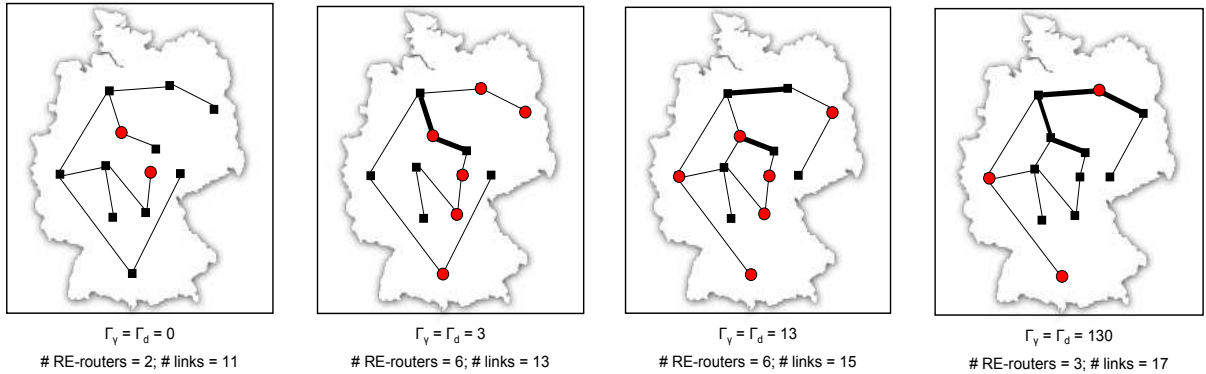 Γγ = Γd = 0
# RE-routers = 2; # links = 11
Γγ = Γd = 3
# RE-routers = 6; # links = 13
Γγ = Γd = 13
# RE-routers = 6; # links = 15
Γγ = Γd = 130
# RE-routers = 3; # links = 17